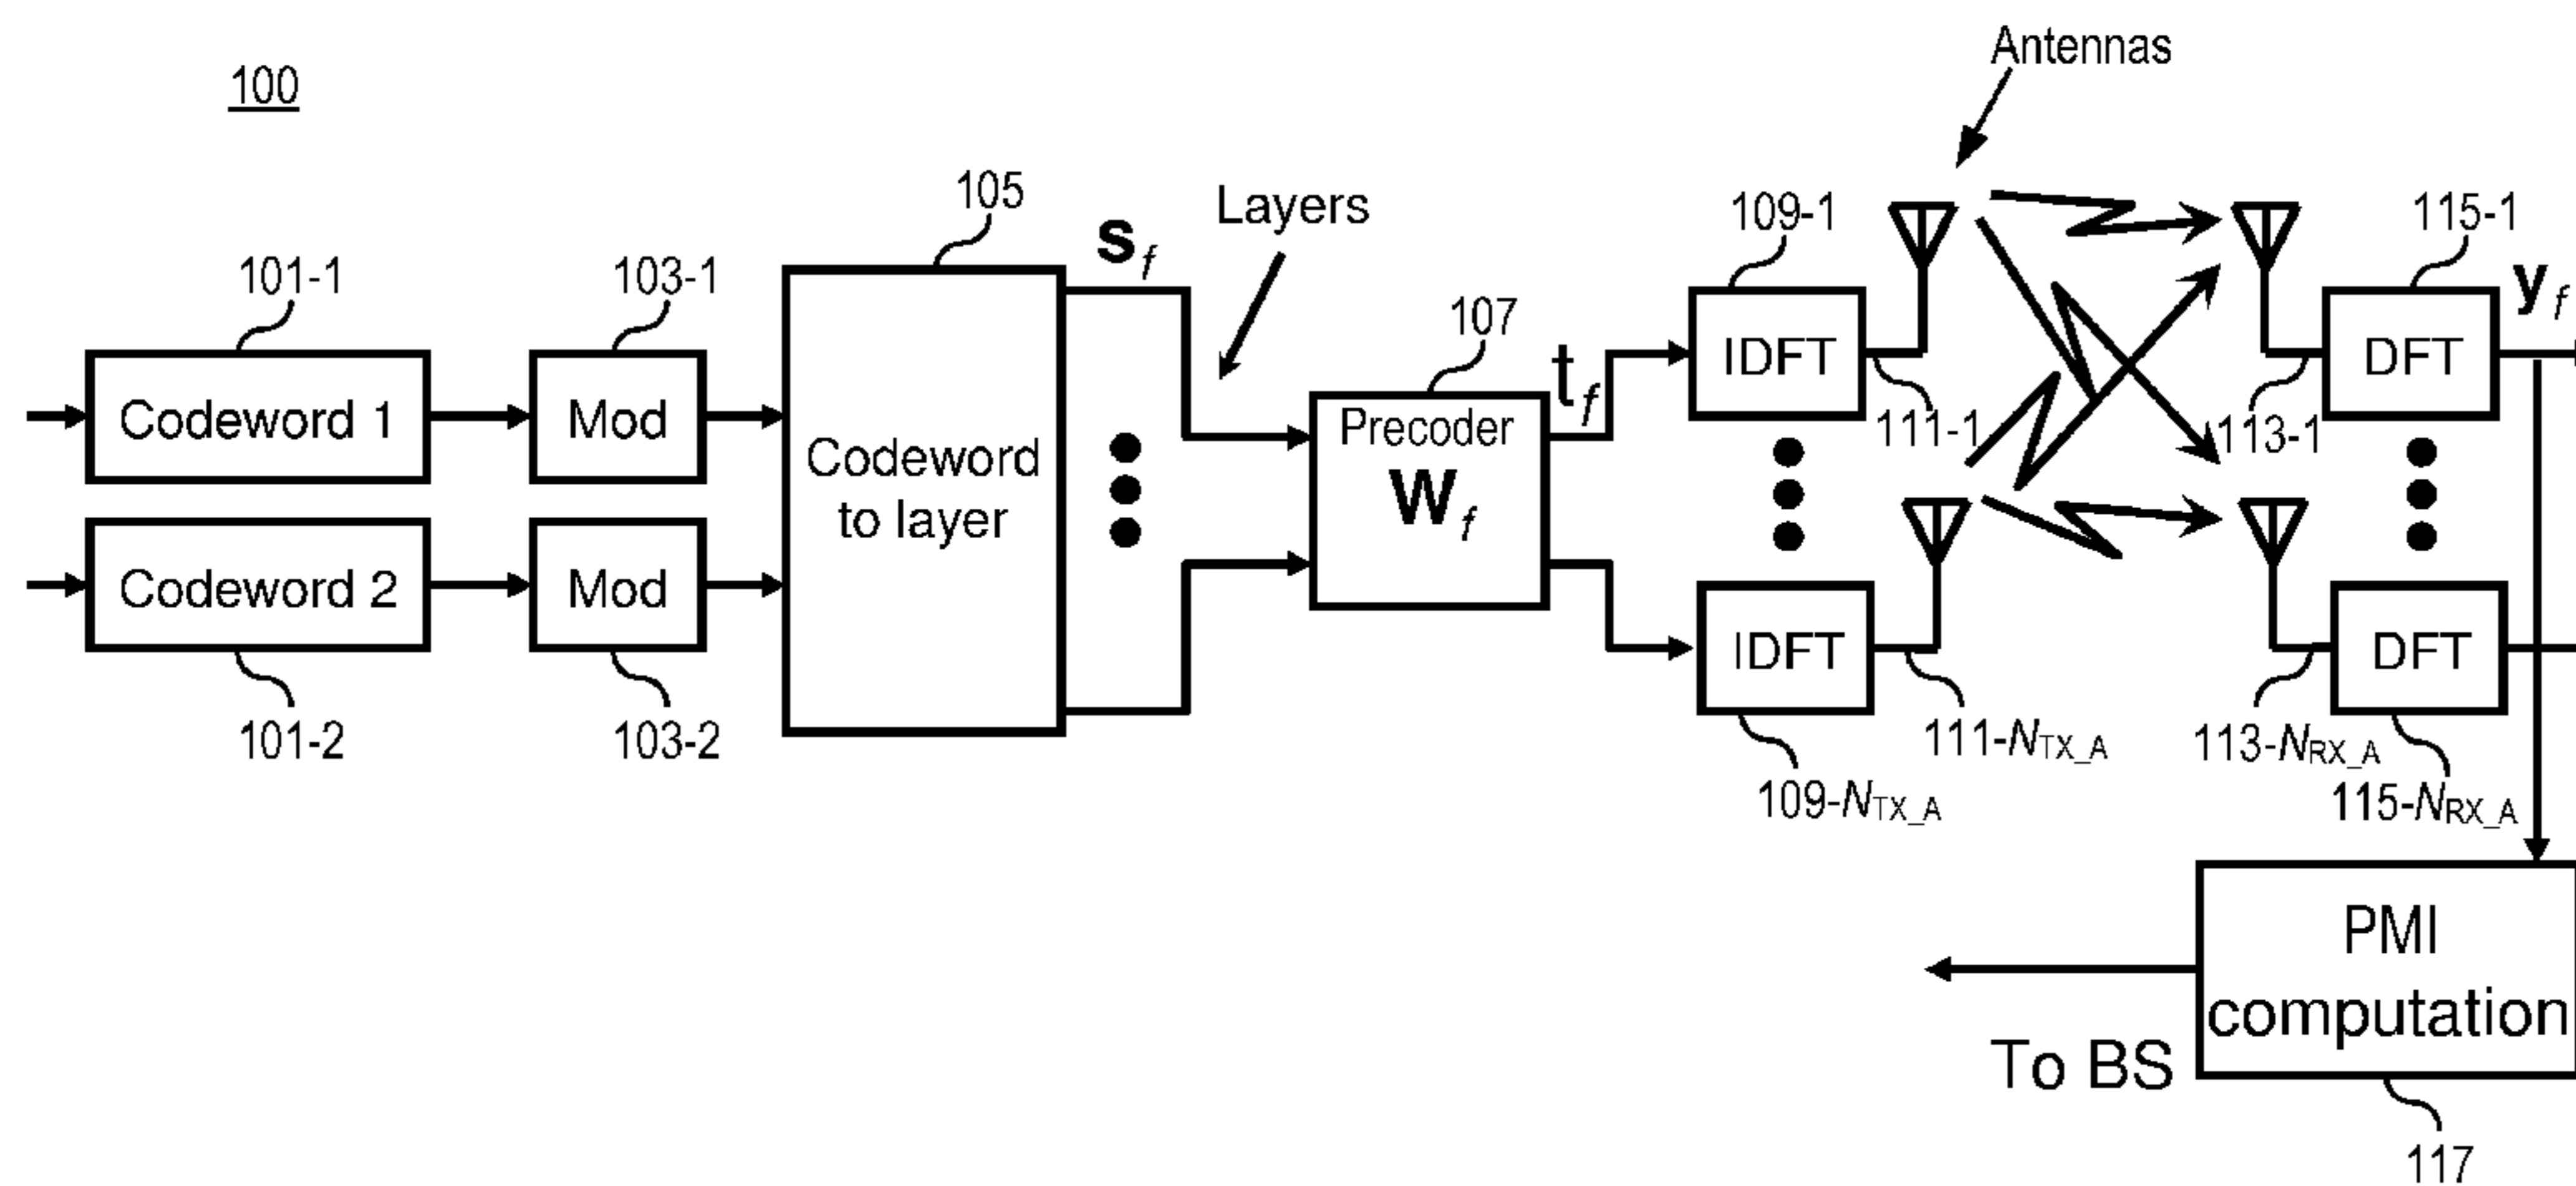 100
Antennas
105
Layers
109-1
115-1
s_f
101-1
103-1
107
y_f
Codeword 1
Mod
Codeword
to layer
Precoder
W_f
t_f
IDFT
DFT
111-1
113-1
Codeword 2
Mod
IDFT
DFT
101-2
103-2
111-N_TX_A
113-N_RX_A
109-N_TX_A
115-N_RX_A
PMI
computation
To BS
117